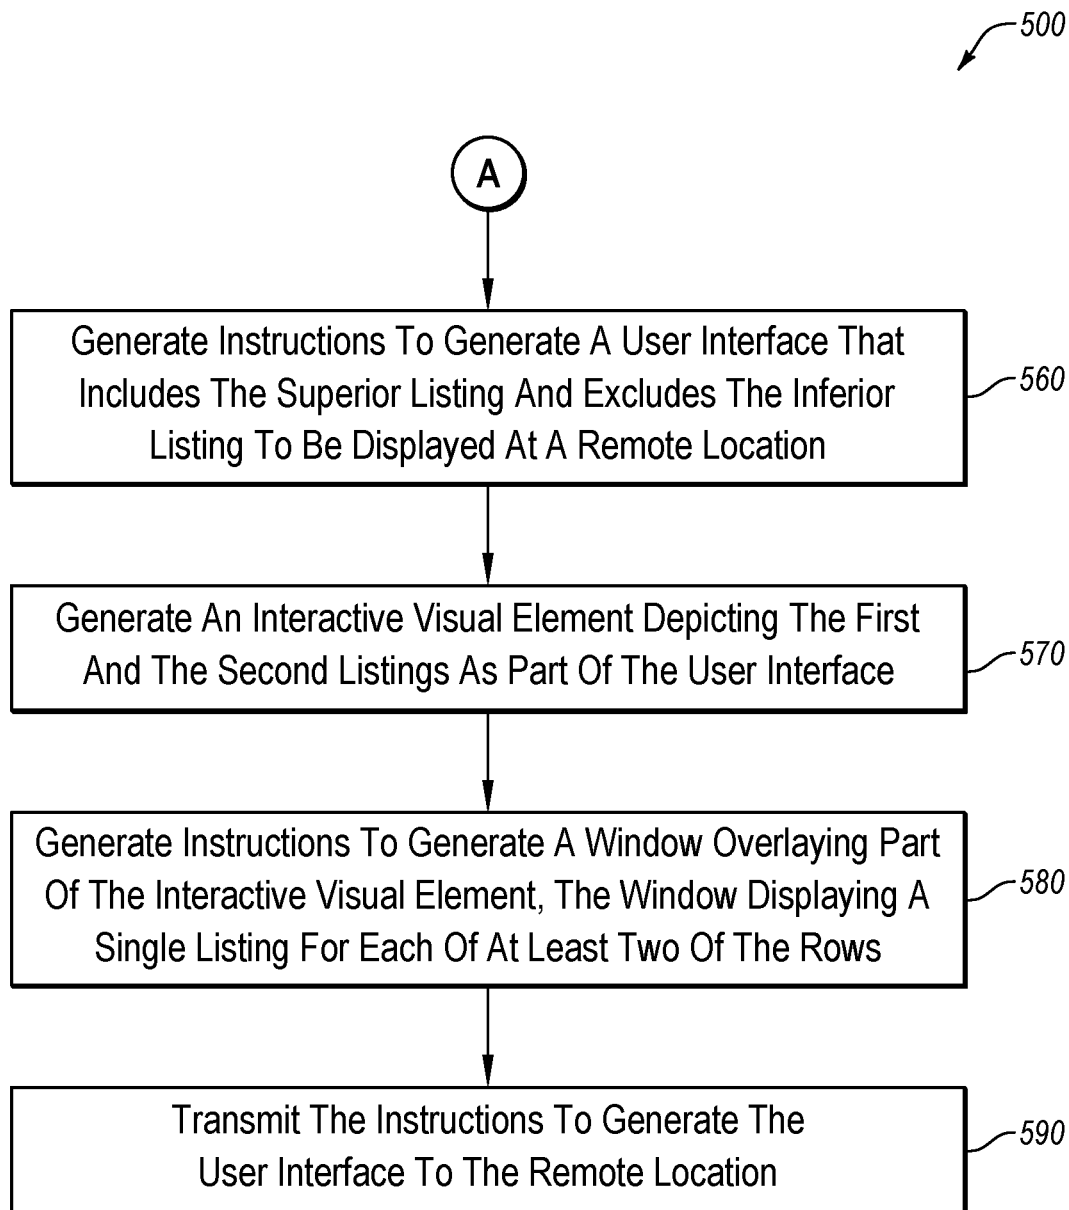 500
A
Generate Instructions To Generate A User Interface That
Includes The Superior Listing And Excludes The Inferior
Listing To Be Displayed At A Remote Location
560
Generate An Interactive Visual Element Depicting The First
And The Second Listings As Part Of The User Interface
570
Generate Instructions To Generate A Window Overlaying Part
Of The Interactive Visual Element, The Window Displaying A
Single Listing For Each Of At Least Two Of The Rows
580
Transmit The Instructions To Generate The
User Interface To The Remote Location
590